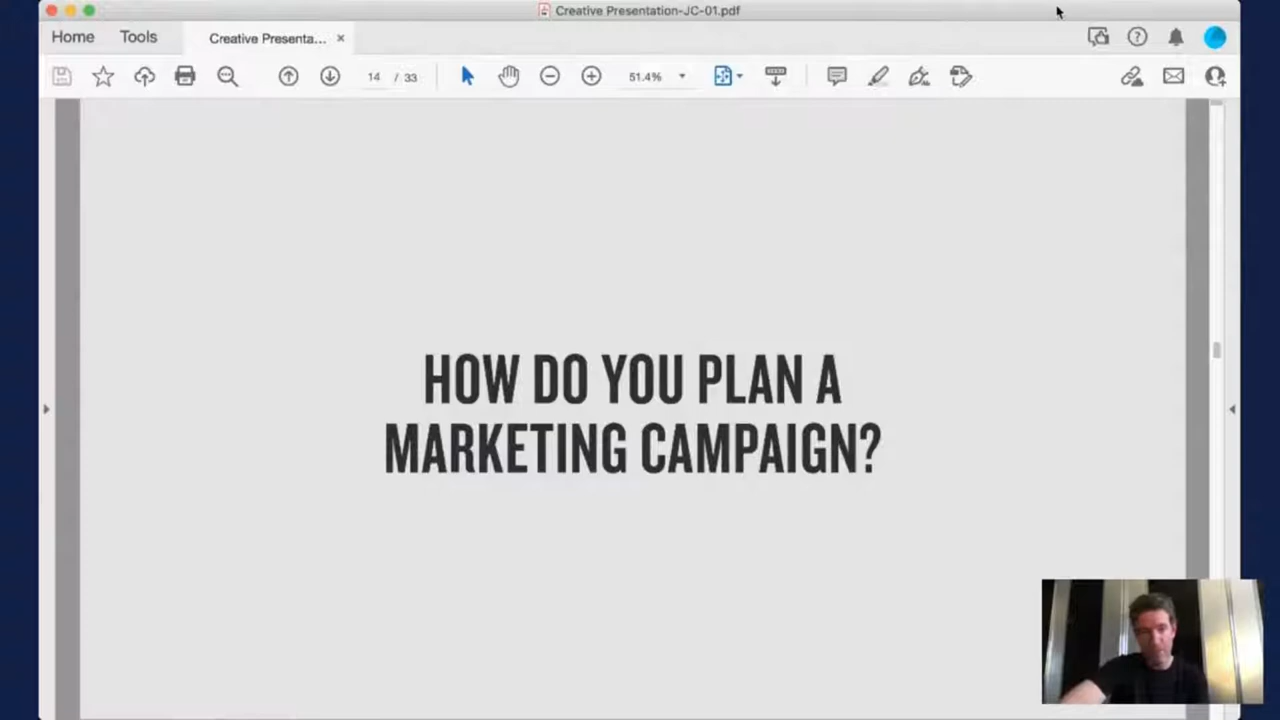 Creative Presentation-JC-01.pdf
Home
Tools
Creative Presenta...
14 / 33
51.4%
HOW DO YOU PLAN A
MARKETING CAMPAIGN?